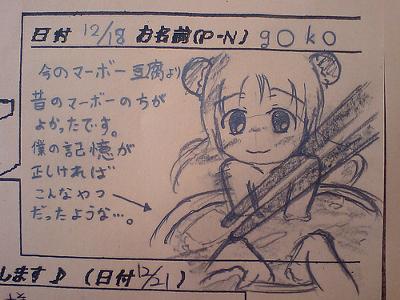 日付 12/18 お名前(P-N) goko
今のマーボー豆腐より
昔のマーボーのもが
よかったです。
僕の記憶が
正しければ
こんなやつ
だったような…。
します♪ (日付12/21)